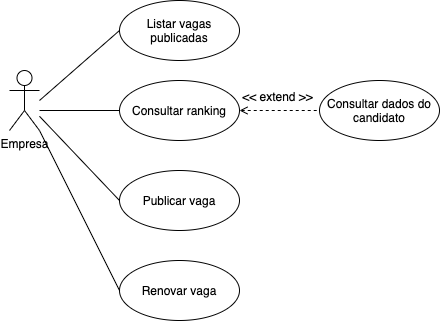 Listar vagas
publicadas
<< extend >>
Consultar ranking
Consultar dados do
candidato
Empresa
Publicar vaga
Renovar vaga